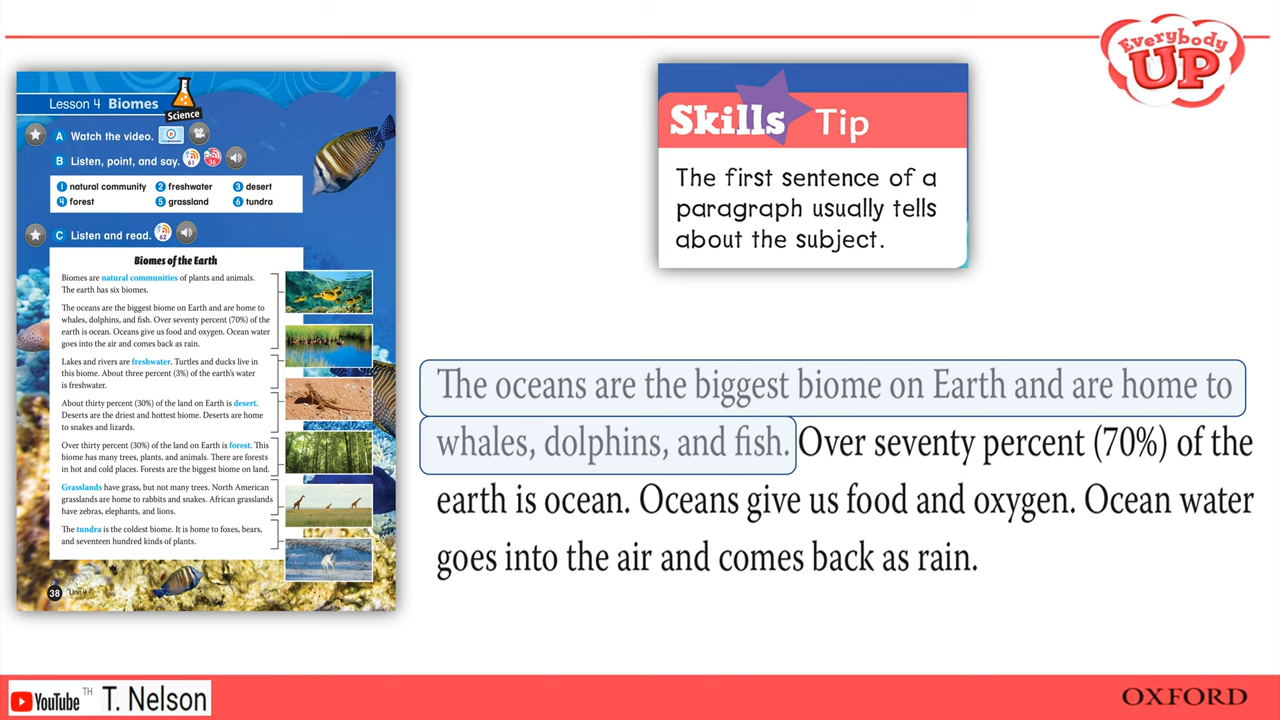 Everybody
UP
Lesson 4 Biomes
Science
A Watch the video.
B Listen, point, and say.
61
36
1 natural community 2 freshwater 3 desert
4 forest 5 grassland 6 tundra
C Listen and read.
62
Biomes of the Earth
Biomes are natural communities of plants and animals.
The earth has six biomes.
The oceans are the biggest biome on Earth and are home to
whales, dolphins, and fish. Over seventy percent (70%) of the
earth is ocean. Oceans give us food and oxygen. Ocean water
goes into the air and comes back as rain.
Lakes and rivers are freshwater. Turtles and ducks live in
this biome. About three percent (3%) of the earth's water
is freshwater.
About thirty percent (30%) of the land on Earth is desert.
Deserts are the driest and hottest biome. Deserts are home
to snakes and lizards.
Over thirty percent (30%) of the land on Earth is forest. This
biome has many trees, plants, and animals. There are forests
in hot and cold places. Forests are the biggest biome on land.
Grasslands have grass, but not many trees. North American
grasslands are home to rabbits and snakes. African grasslands
have zebras, elephants, and lions.
The tundra is the coldest biome. It is home to foxes, bears,
and seventeen hundred kinds of plants.
38 Unit 4
Skills Tip
The first sentence of a
paragraph usually tells
about the subject.
The oceans are the biggest biome on Earth and are home to
whales, dolphins, and fish. Over seventy percent (70%) of the
earth is ocean. Oceans give us food and oxygen. Ocean water
goes into the air and comes back as rain.
YouTube TH T. Nelson
OXFORD